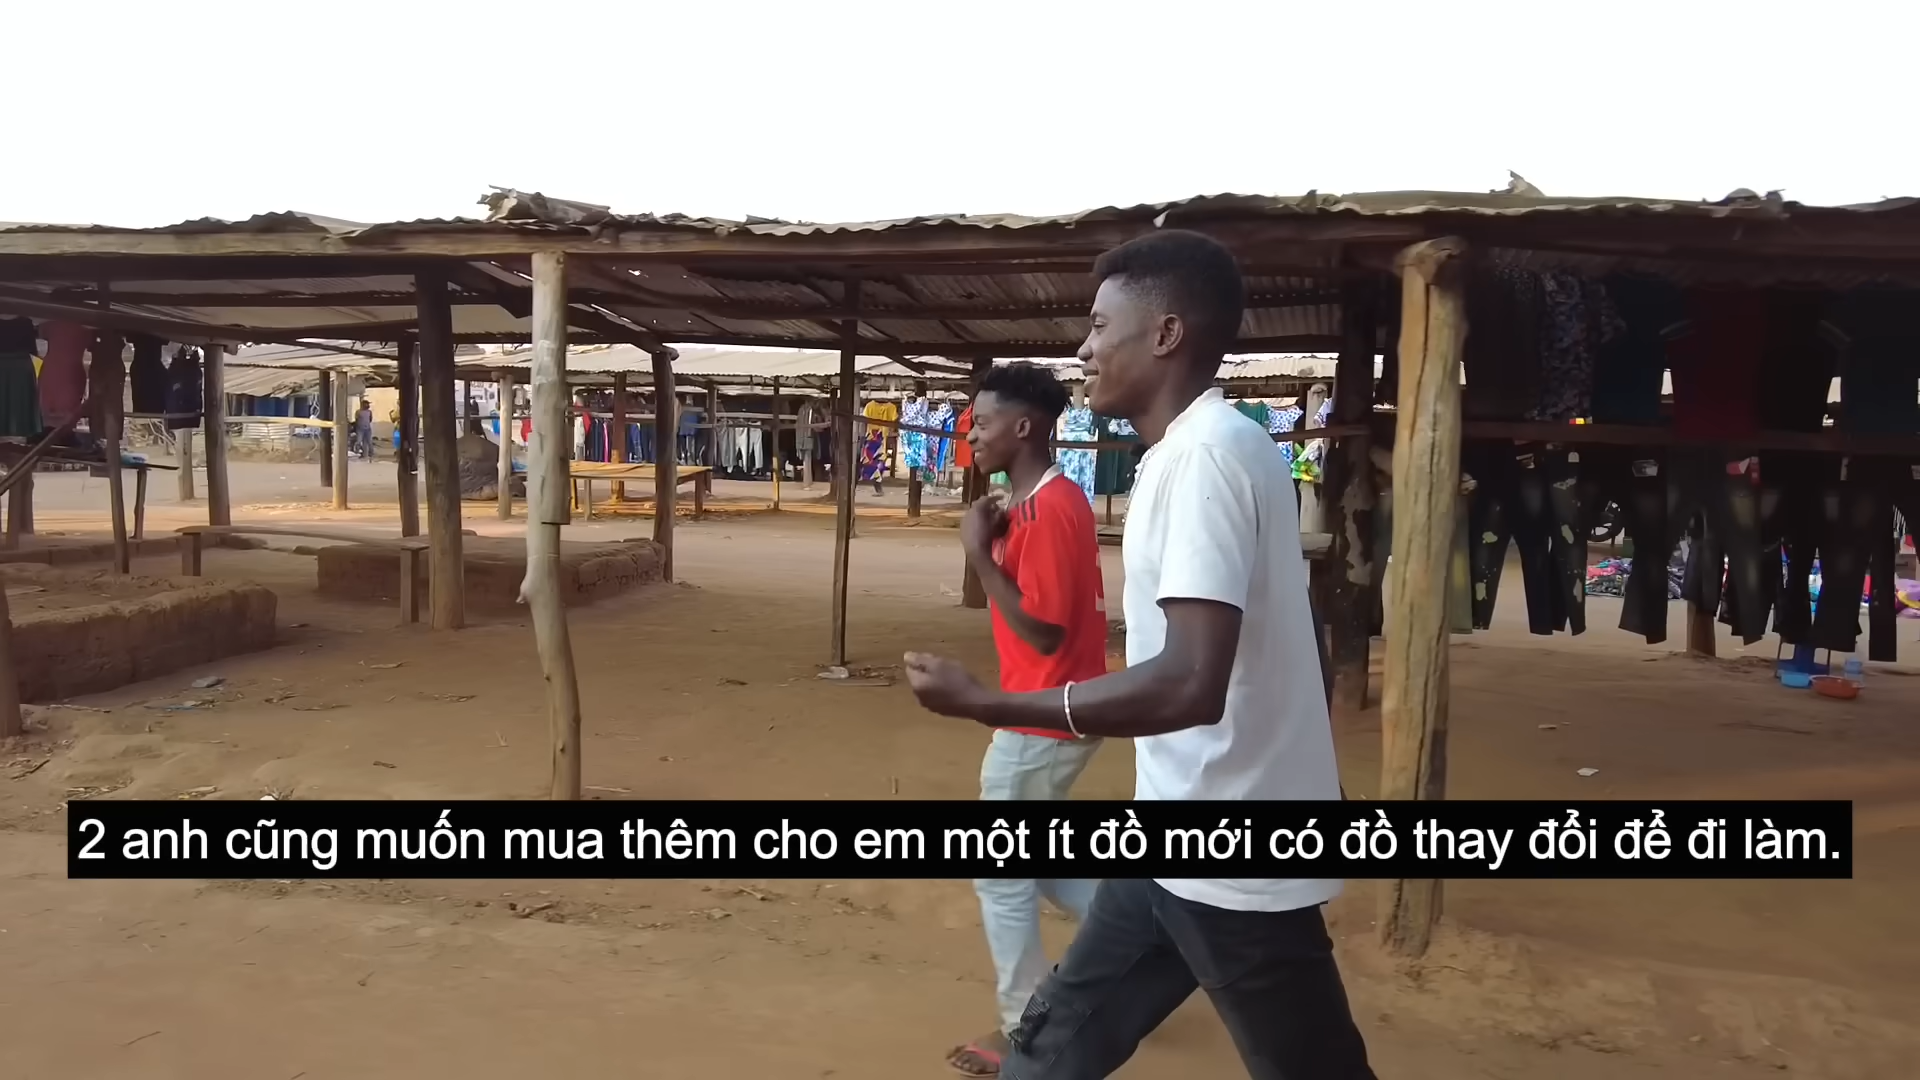 2 anh cũng muốn mua thêm cho em một ít đồ mới có đồ thay đổi để đi làm.